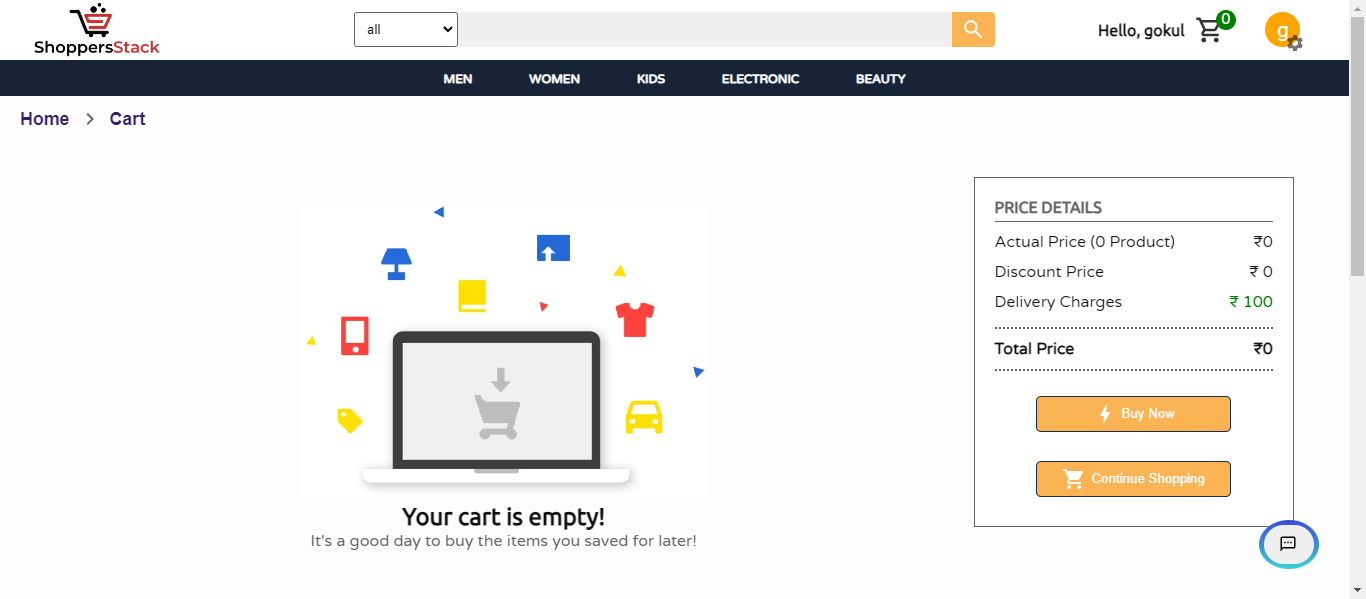 ShoppersStack
all
Hello, gokul
0
g
MEN WOMEN KIDS ELECTRONIC BEAUTY
Home > Cart
PRICE DETAILS
Actual Price (0 Product) ₹0
Discount Price ₹ 0
Delivery Charges ₹ 100
Total Price ₹0
Buy Now
Continue Shopping
Your cart is empty!
It's a good day to buy the items you saved for later!